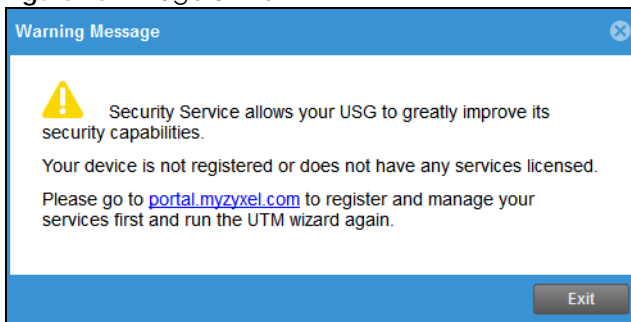 Warning Message
Security Service allows your USG to greatly improve its
security capabilities.
Your device is not registered or does not have any services licensed.
Please go to portal.myzyxel.com to register and manage your
services first and run the UTM wizard again.
Exit